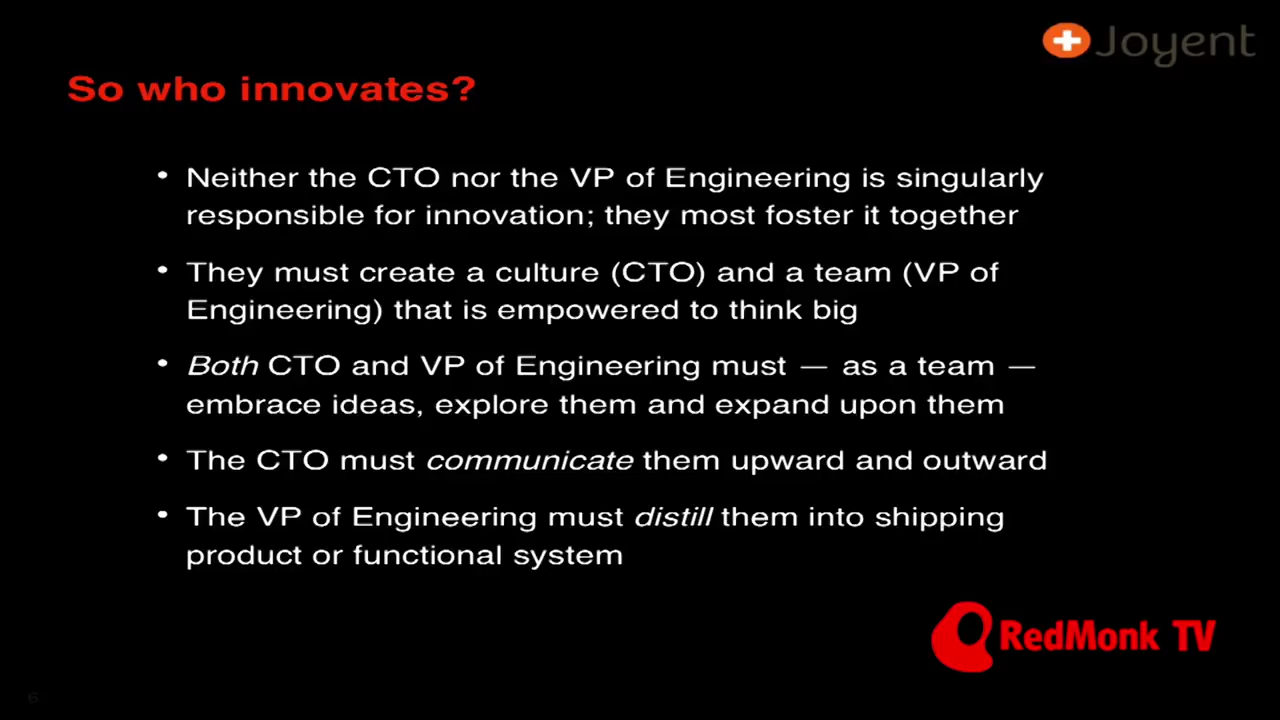 Joyent
So who innovates?
• Neither the CTO nor the VP of Engineering is singularly
responsible for innovation; they most foster it together
• They must create a culture (CTO) and a team (VP of
Engineering) that is empowered to think big
• Both CTO and VP of Engineering must — as a team —
embrace ideas, explore them and expand upon them
• The CTO must communicate them upward and outward
• The VP of Engineering must distill them into shipping
product or functional system
RedMonk TV
6